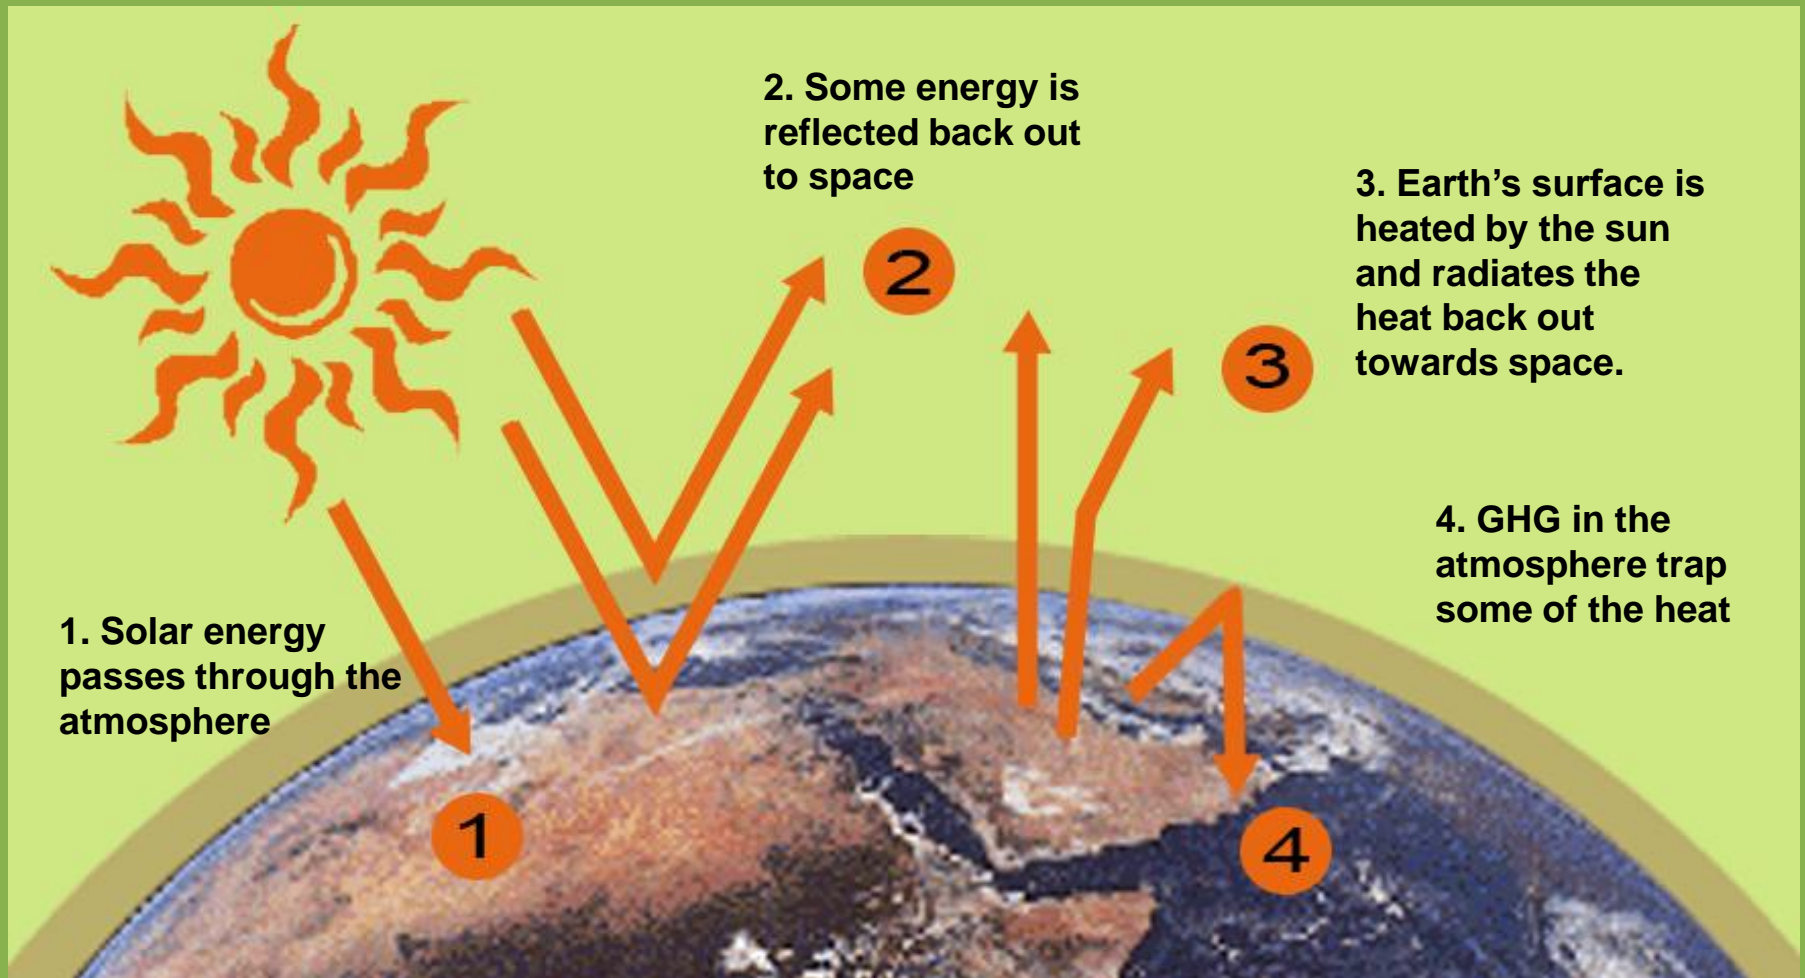 2. Some energy is
reflected back out
to space
2
3. Earth’s surface is
heated by the sun
and radiates the
heat back out
towards space.
3
4. GHG in the
atmosphere trap
some of the heat
1. Solar energy
passes through the
atmosphere
1
4